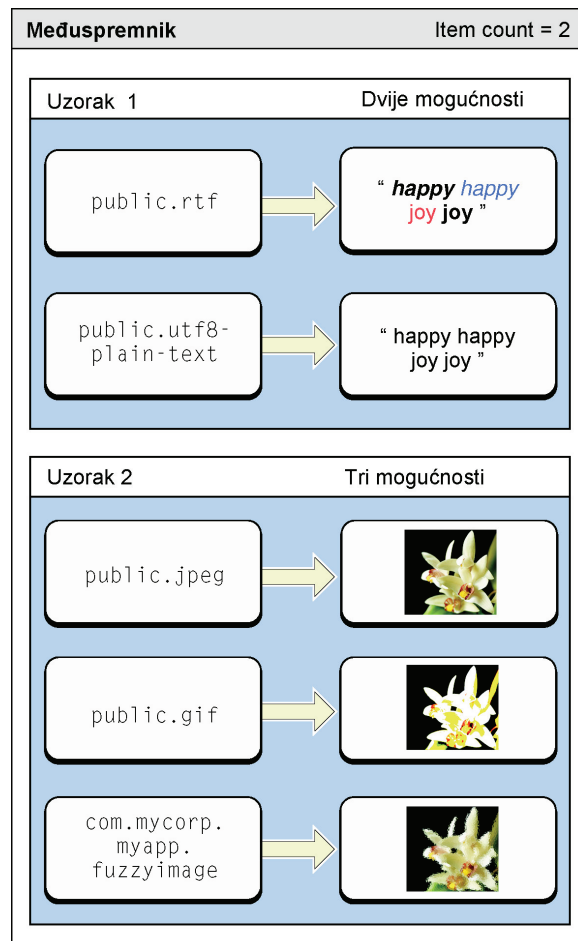 Međuspremnik Item count = 2
Uzorak 1 Dvije mogućnosti
public.rtf
“ happy happy
joy joy ”
public.utf8-
plain-text
“ happy happy
joy joy ”
Uzorak 2 Tri mogućnosti
public.jpeg
public.gif
com.mycorp.
myapp.
fuzzyimage